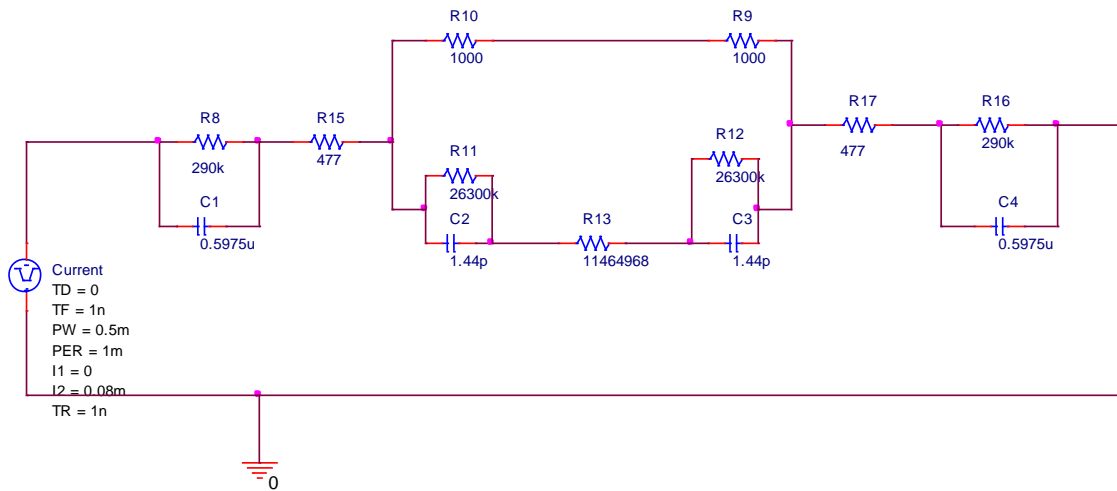 R10
1000
R9
1000
R8
290k
C1
0.5975u
R15
477
R11
26300k
C2
1.44p
R13
11464968
R12
26300k
C3
1.44p
R17
477
R16
290k
C4
0.5975u
Current
TD = 0
TF = 1n
PW = 0.5m
PER = 1m
I1 = 0
I2 = 0.08m
TR = 1n
0